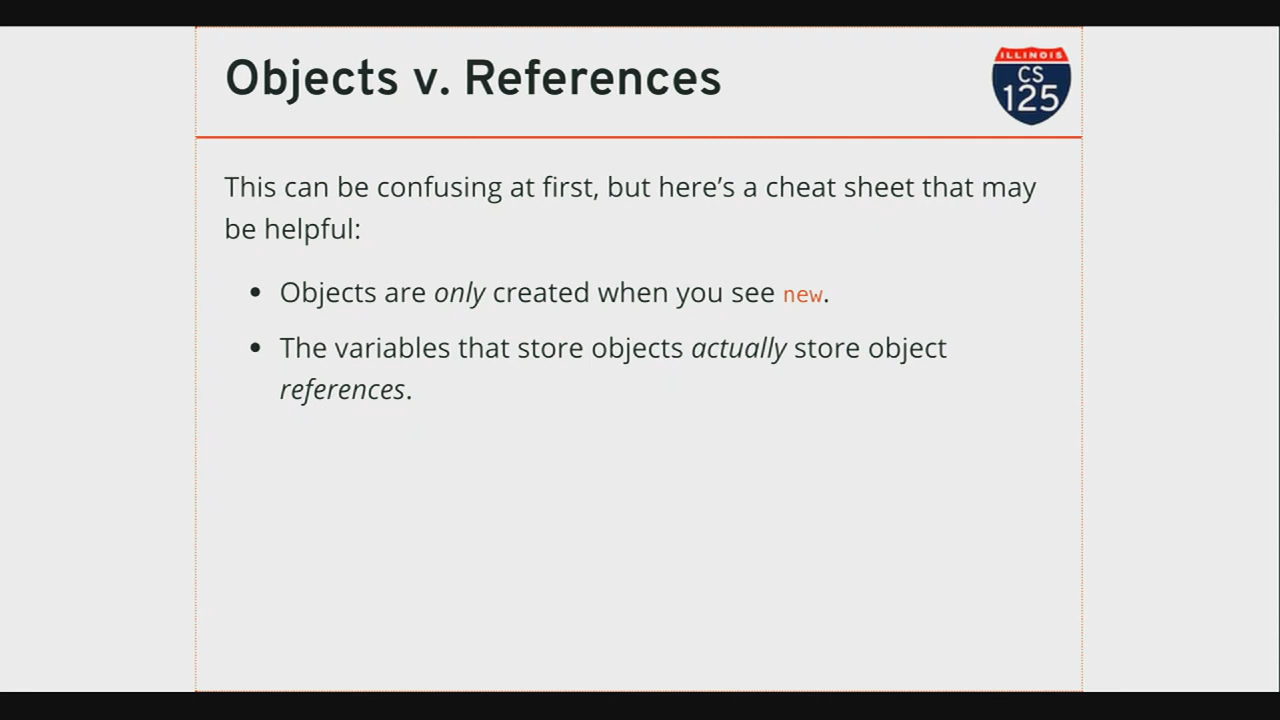 Objects v. References
ILLINOIS
CS
125
This can be confusing at first, but here's a cheat sheet that may
be helpful:
• Objects are only created when you see new.
• The variables that store objects actually store object
references.